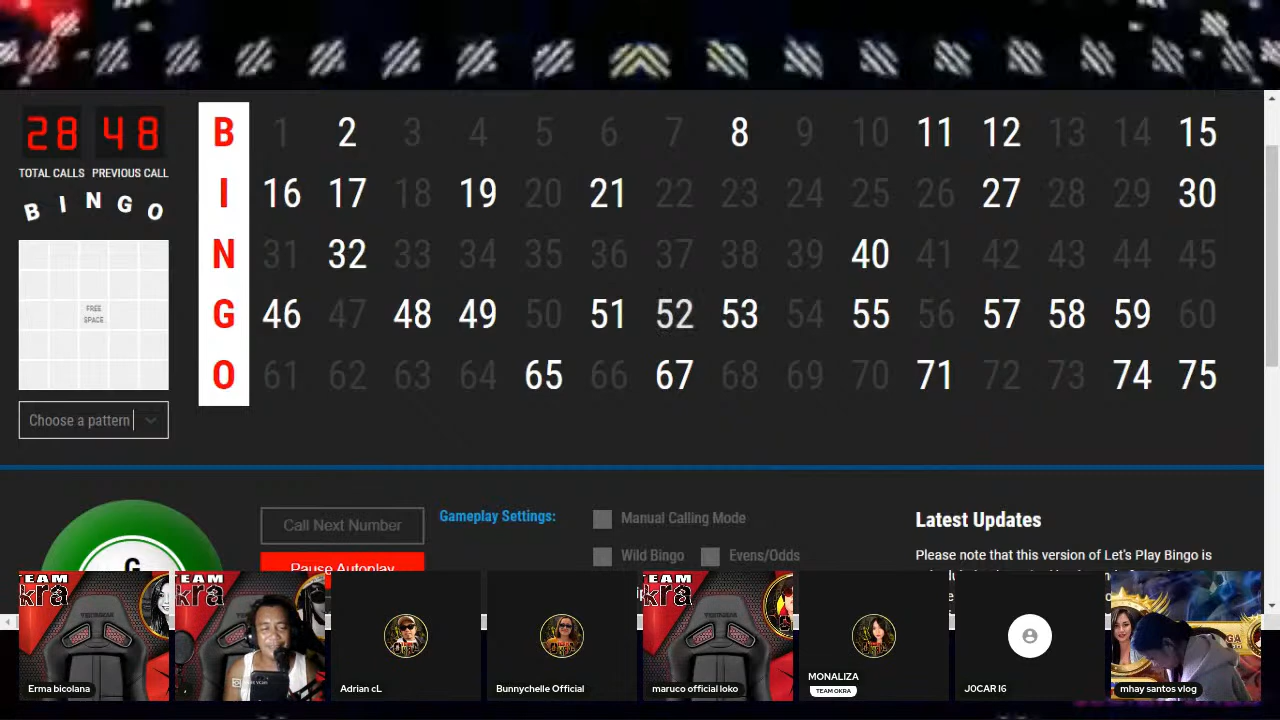 28 48
TOTAL CALLS PREVIOUS CALL
B I N G O
FREE
SPACE
Choose a pattern
B 1 2 3 4 5 6 7 8 9 10 11 12 13 14 15
I 16 17 18 19 20 21 22 23 24 25 26 27 28 29 30
N 31 32 33 34 35 36 37 38 39 40 41 42 43 44 45
G 46 47 48 49 50 51 52 53 54 55 56 57 58 59 60
O 61 62 63 64 65 66 67 68 69 70 71 72 73 74 75
G
Call Next Number
Pause Autoplay
Gameplay Settings:
Manual Calling Mode
Wild Bingo Evens/Odds
Latest Updates
Please note that this version of Let's Play Bingo is
TEAM
kra
Erma bicolana
TEAM
kra
Adrian cL
Bunnychelle Official
TEAM
kra
maruco official loko
MONALIZA
TEAM OKRA
JOCAR I6
mhay santos vlog